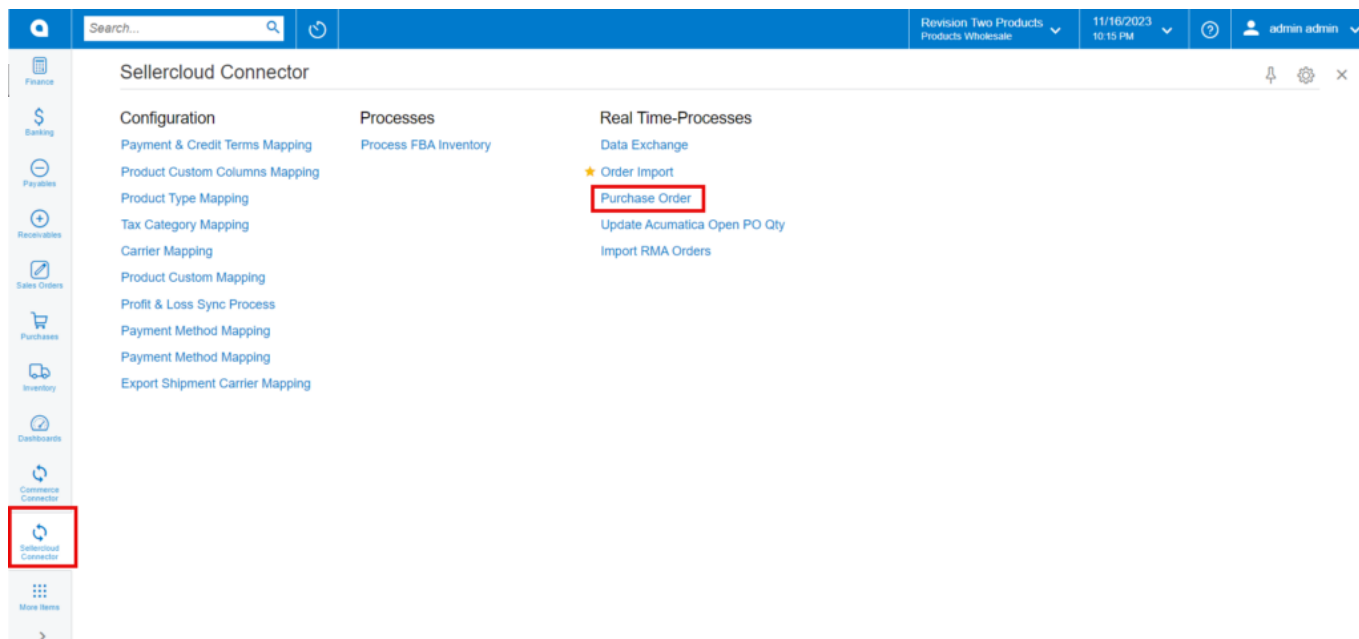 Search...
Revision Two Products
Products Wholesale
11/16/2023
10:15 PM
admin admin
Finance
Banking
Payables
Receivables
Sales Orders
Purchases
Inventory
Dashboards
Commerce
Connector
Sellercloud
Connector
More Items
Sellercloud Connector
Configuration
Payment & Credit Terms Mapping
Product Custom Columns Mapping
Product Type Mapping
Tax Category Mapping
Carrier Mapping
Product Custom Mapping
Profit & Loss Sync Process
Payment Method Mapping
Payment Method Mapping
Export Shipment Carrier Mapping
Processes
Process FBA Inventory
Real Time-Processes
Data Exchange
Order Import
Purchase Order
Update Acumatica Open PO Qty
Import RMA Orders